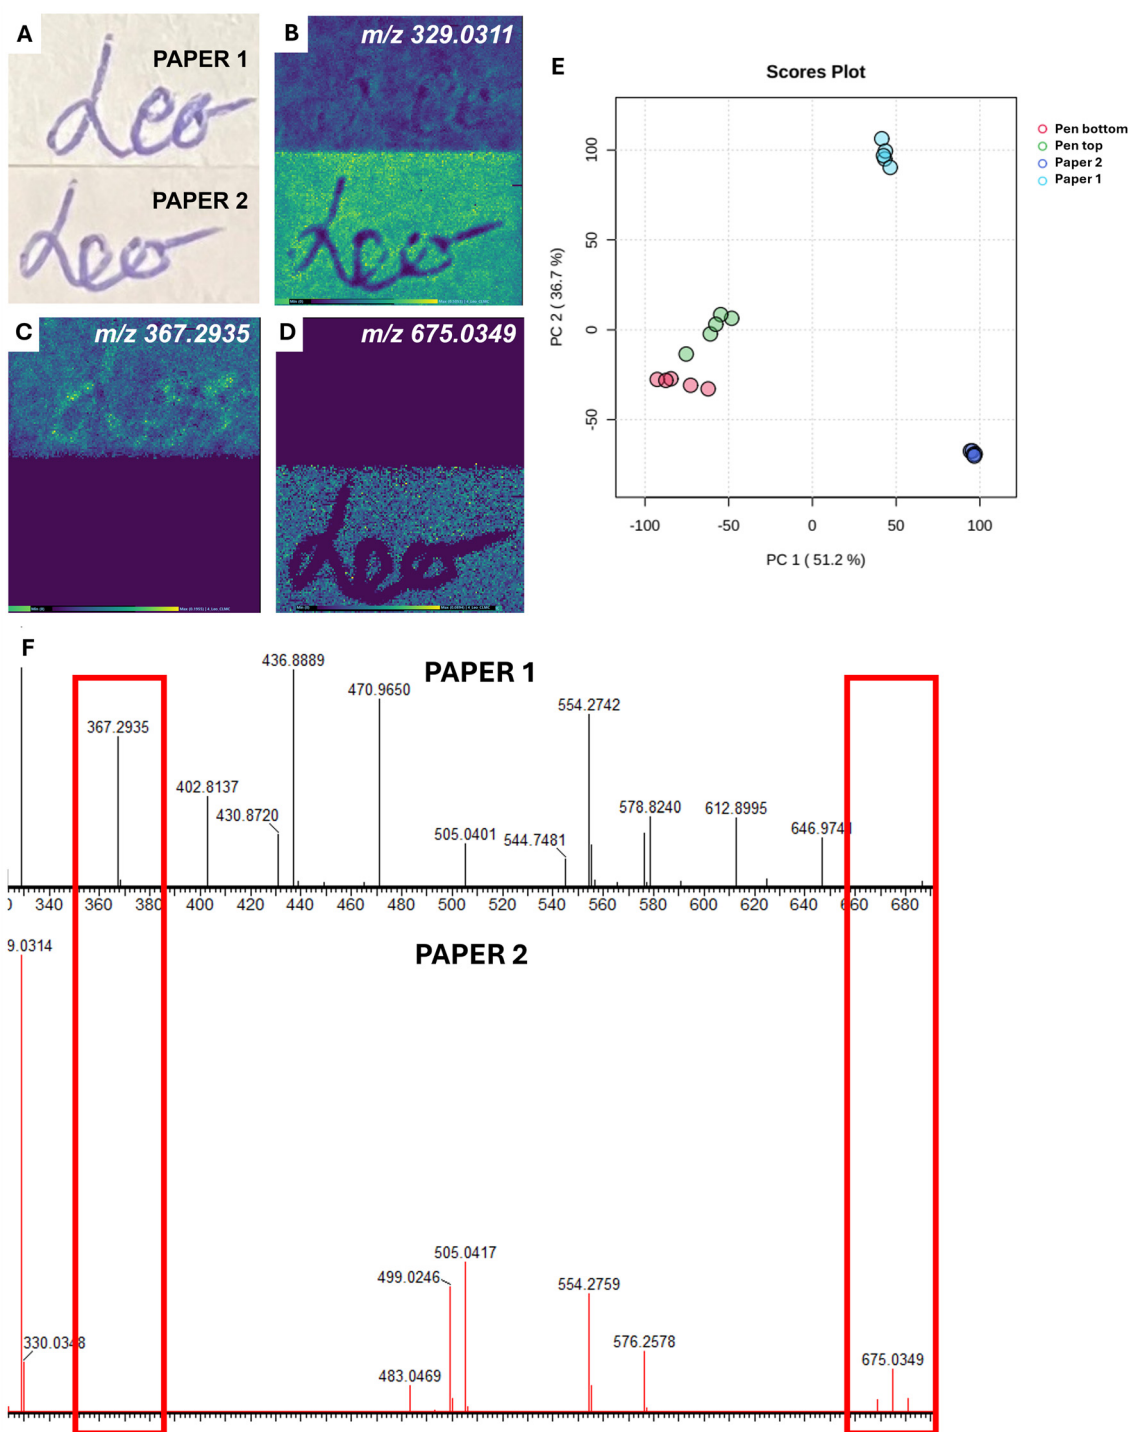 A
PAPER 1
Leo
PAPER 2
Leo
B
m/z 329.0311
C
m/z 367.2935
D
m/z 675.0349
E
Scores Plot
PC 2 ( 36.7 %)
100
50
0
-50
-100
-50
0
50
100
PC 1 ( 51.2 %)
Pen bottom
Pen top
Paper 2
Paper 1
F
PAPER 1
436.8889
470.9650
367.2935
554.2742
402.8137
430.8720
505.0401
544.7481
578.8240
612.8995
340 360 380 400 420 440 460 480 500 520 540 560 580 600 620 640 660 680
PAPER 2
9.0314
505.0417
499.0246
554.2759
330.0348
576.2578
483.0469
675.0349